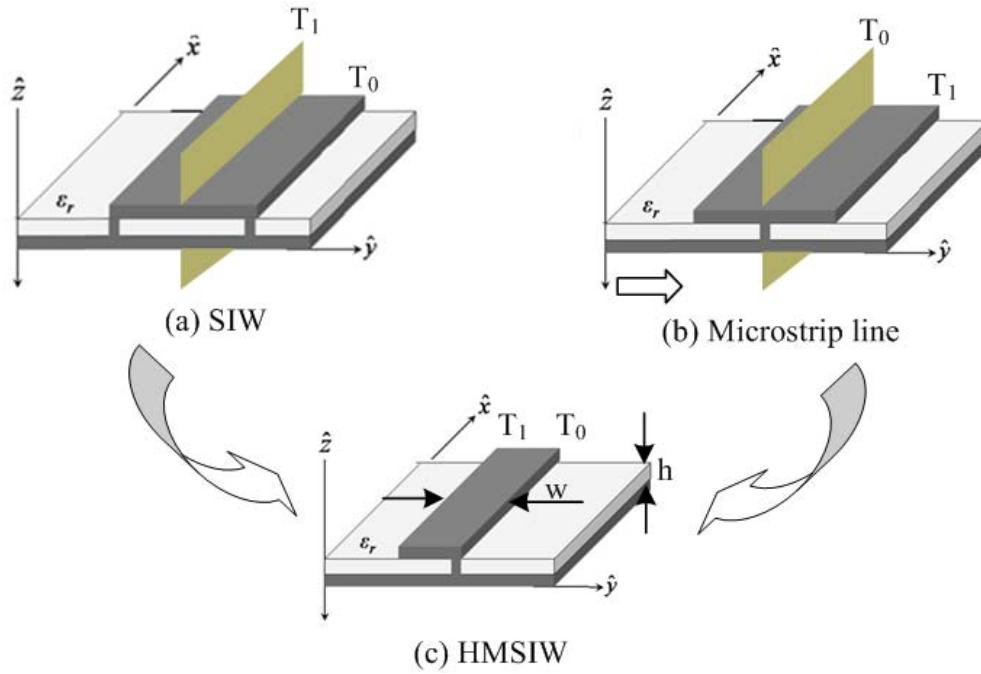 T₁
x̂
T₀
ẑ
εᵣ
ŷ
(a) SIW
T₀
x̂
T₁
ẑ
εᵣ
ŷ
(b) Microstrip line
x̂
T₁
T₀
ẑ
h
w
εᵣ
ŷ
(c) HMSIW